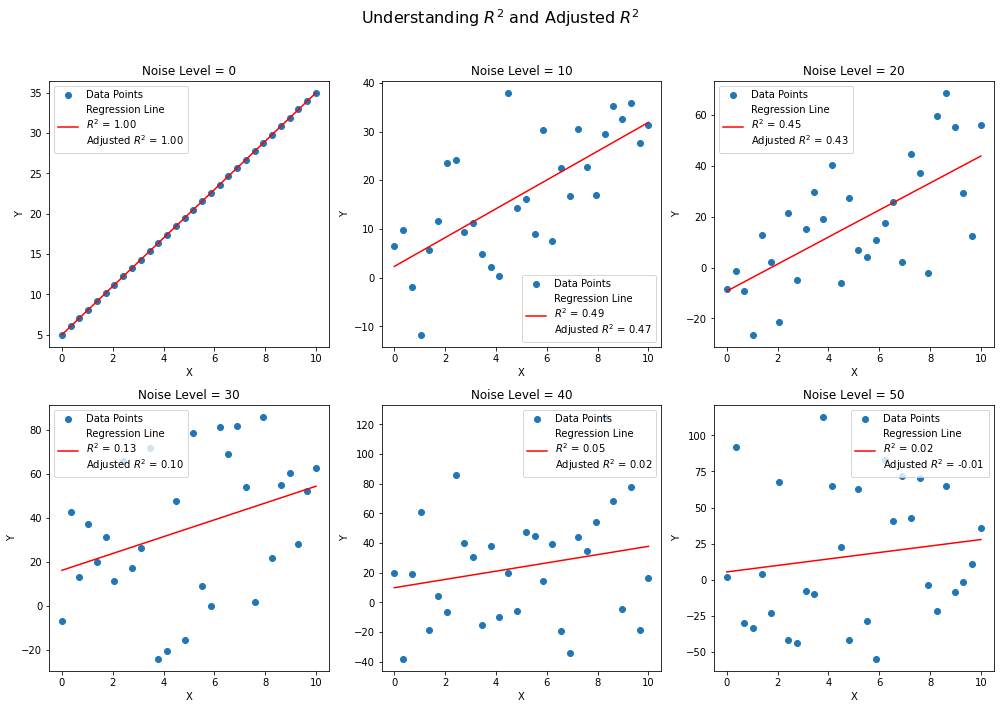 Understanding R² and Adjusted R²
Noise Level = 0
Data Points
Regression Line
R² = 1.00
Adjusted R² = 1.00
35
30
25
20
15
10
5
Y
0 2 4 6 8 10
X
Noise Level = 10
40
30
20
10
0
−10
Y
Data Points
Regression Line
R² = 0.49
Adjusted R² = 0.47
0 2 4 6 8 10
X
Noise Level = 20
Data Points
Regression Line
R² = 0.45
Adjusted R² = 0.43
60
40
20
0
−20
Y
0 2 4 6 8 10
X
Noise Level = 30
Data Points
Regression Line
R² = 0.13
Adjusted R² = 0.10
80
60
40
20
0
−20
Y
0 2 4 6 8 10
X
Noise Level = 40
Data Points
Regression Line
R² = 0.05
Adjusted R² = 0.02
120
100
80
60
40
20
0
−20
−40
Y
0 2 4 6 8 10
X
Noise Level = 50
Data Points
Regression Line
R² = 0.02
Adjusted R² = -0.01
100
75
50
25
0
−25
−50
Y
0 2 4 6 8 10
X